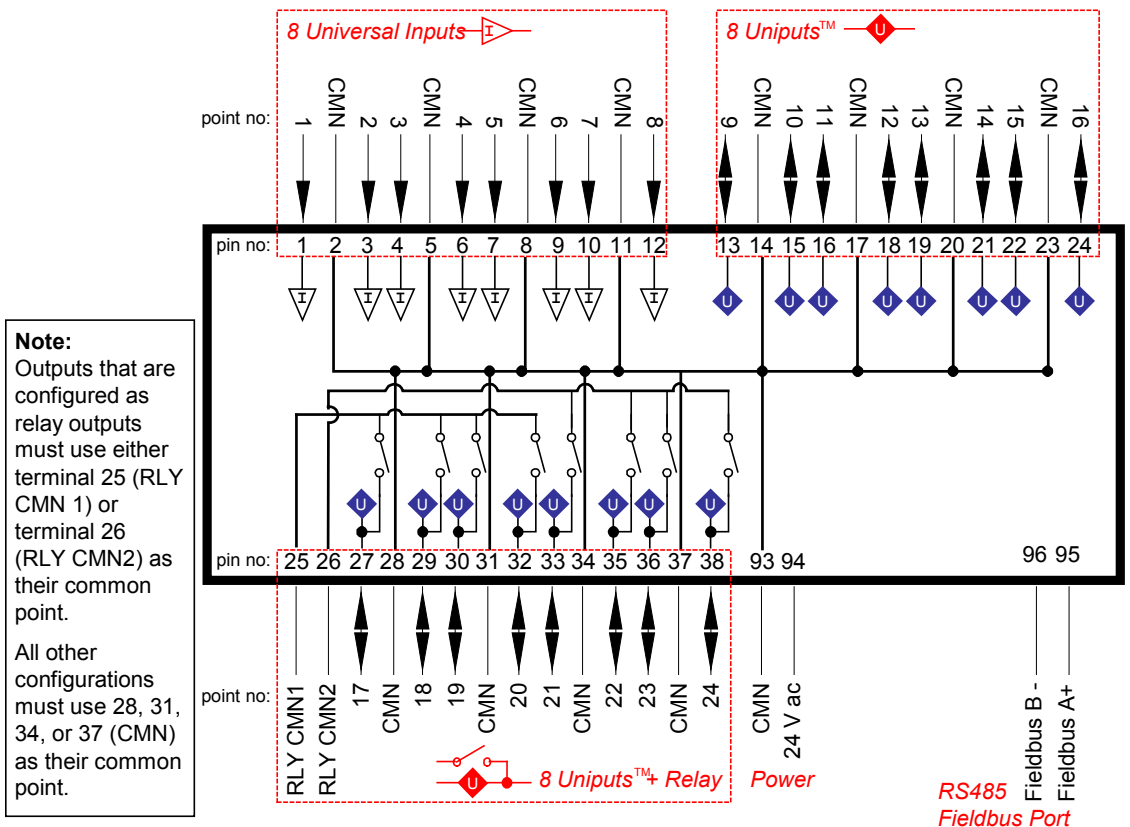 8 Universal Inputs I
8 Uniputs™ U
point no: 1 CMN 2 3 CMN 4 5 CMN 6 7 CMN 8 9 CMN 10 11 CMN 12 13 CMN 14 15 CMN 16
pin no: 1 2 3 4 5 6 7 8 9 10 11 12 13 14 15 16 17 18 19 20 21 22 23 24
I I I I I I I I U U U U U U U U
Note:
Outputs that are
configured as
relay outputs
must use either
terminal 25 (RLY
CMN 1) or
terminal 26
(RLY CMN2) as
their common
point.
All other
configurations
must use 28, 31,
34, or 37 (CMN)
as their common
point.
U U U U U U U U
pin no: 25 26 27 28 29 30 31 32 33 34 35 36 37 38 93 94 96 95
point no: RLY CMN1 RLY CMN2 17 CMN 18 19 CMN 20 21 CMN 22 23 CMN 24 CMN 24 V ac Fieldbus B - Fieldbus A+
U 8 Uniputs™+ Relay
Power
RS485
Fieldbus Port